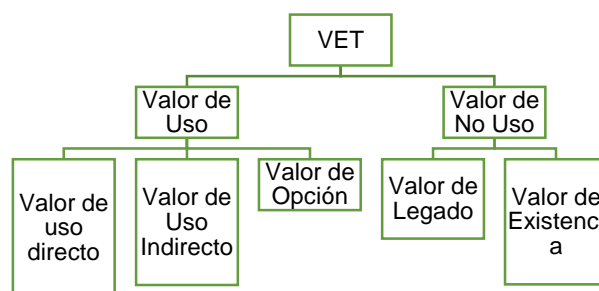 VET
Valor de
Uso
Valor de
No Uso
Valor de
uso
directo
Valor de
Uso
Indirecto
Valor de
Opción
Valor de
Legado
Valor de
Existenci
a